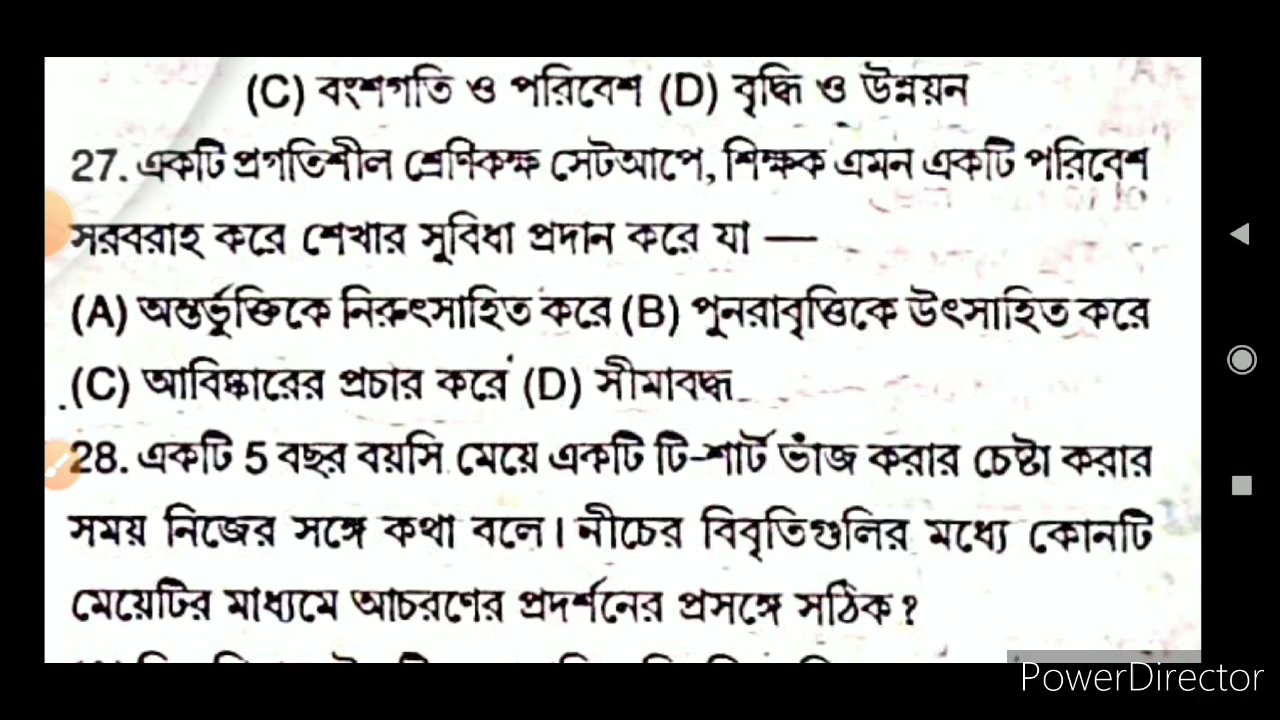 (C) বংশগতি ও পরিবেশ (D) বৃদ্ধি ও উন্নয়ন
27. একটি প্রগতিশীল শ্রেণিকক্ষ সেটআপে, শিক্ষক এমন একটি পরিবেশ
সরবরাহ করে শেখার সুবিধা প্রদান করে যা —
(A) অন্তর্ভুক্তিকে নিরুৎসাহিত করে (B) পুনরাবৃত্তিকে উৎসাহিত করে
(C) আবিষ্কারের প্রচার করে (D) সীমাবদ্ধ
28. একটি 5 বছর বয়সি মেয়ে একটি টি-শার্ট ভাঁজ করার চেষ্টা করার
সময় নিজের সঙ্গে কথা বলে। নীচের বিবৃতিগুলির মধ্যে কোনটি
মেয়েটির মাধ্যমে আচরণের প্রদর্শনের প্রসঙ্গে সঠিক?
PowerDirector